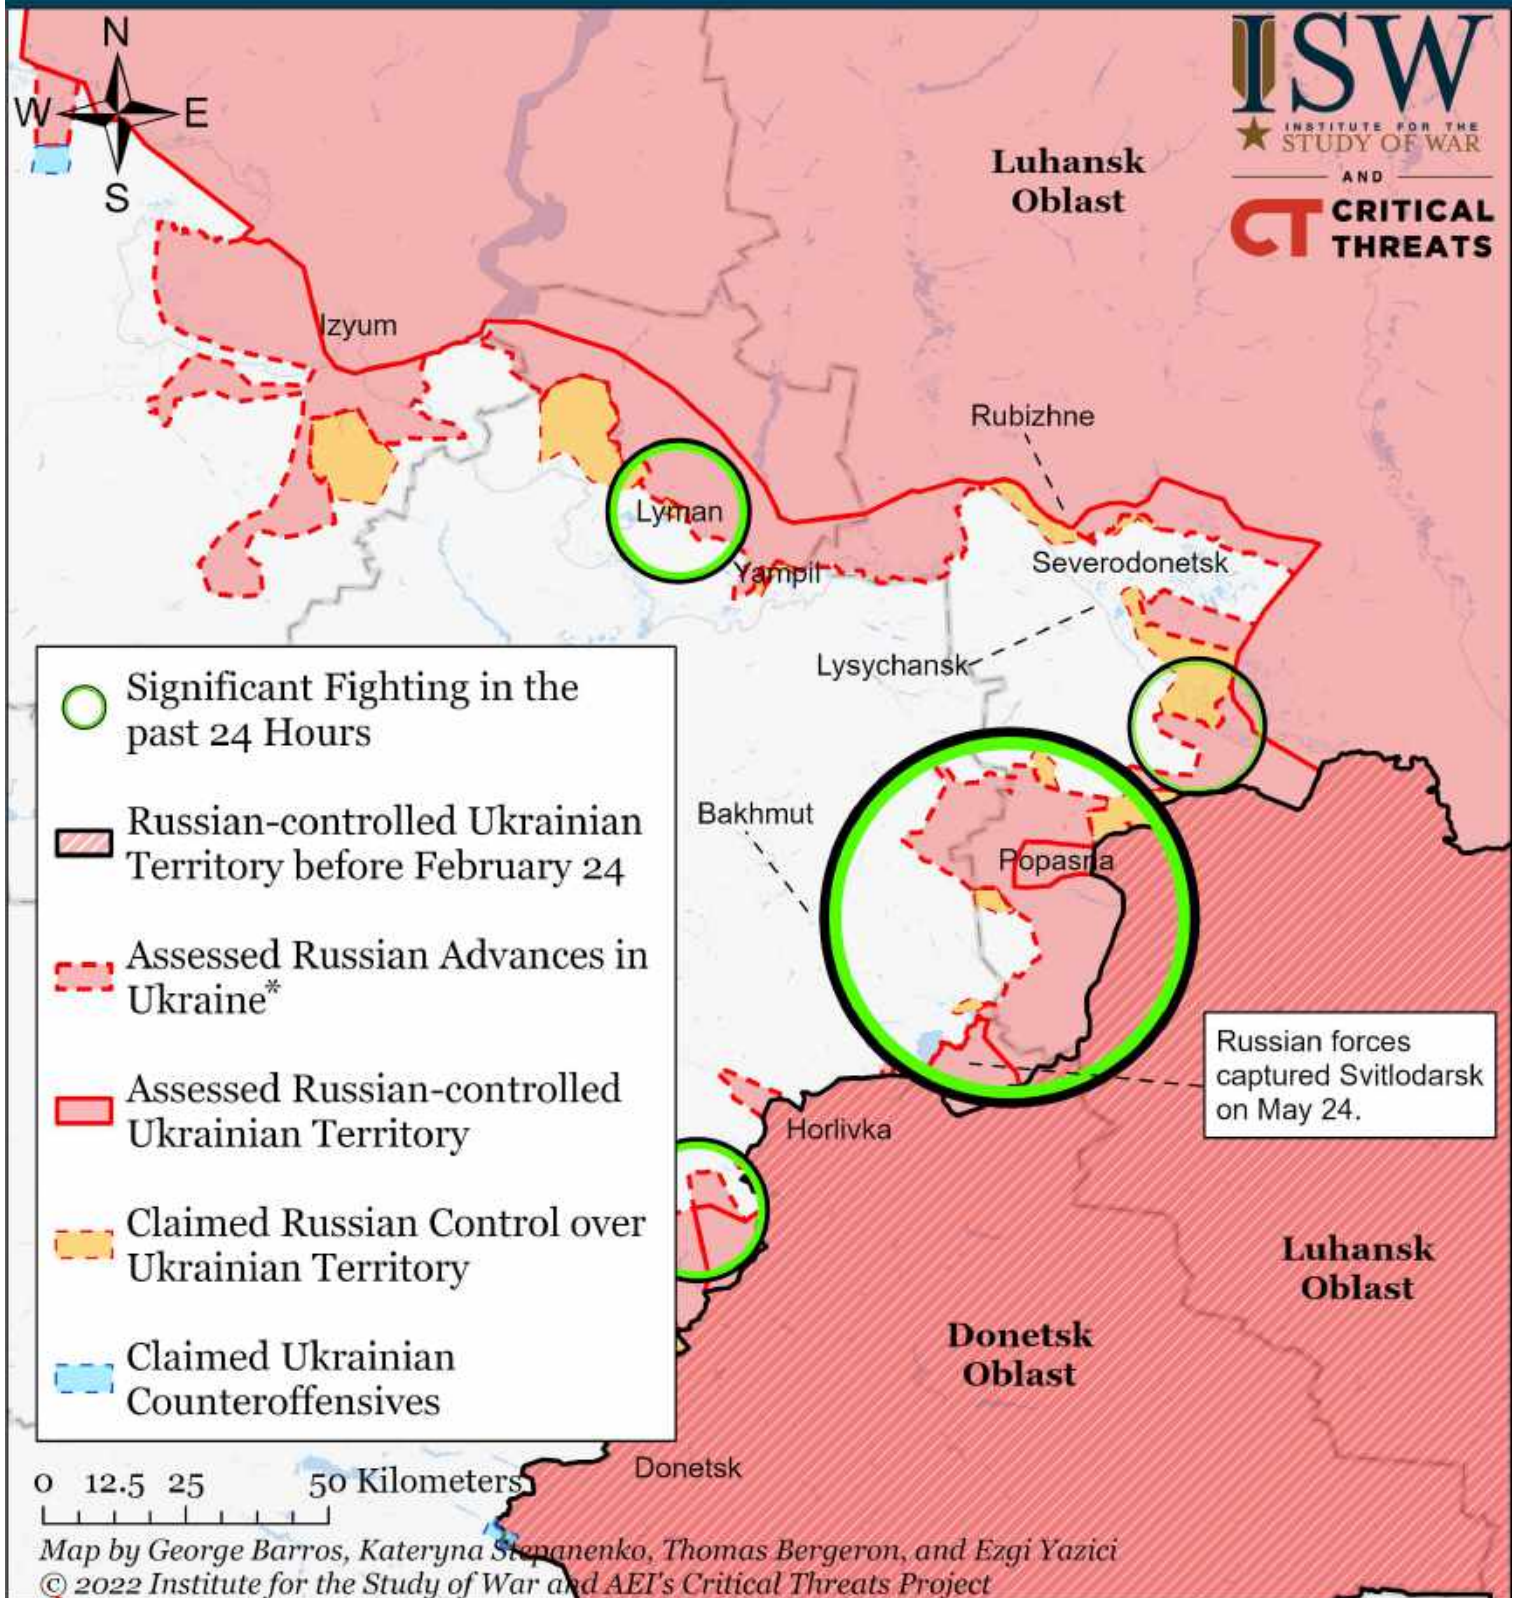 N
W
E
S
ISW
INSTITUTE FOR THE
STUDY OF WAR
AND
CT CRITICAL
THREATS
Luhansk
Oblast
Izyum
Rubizhne
Lyman
Severodonetsk
Yampil
Lysychansk
Bakhmut
Popasna
Russian forces
captured Svitlodarsk
on May 24.
Horlivka
Luhansk
Oblast
Donetsk
Oblast
Donetsk
Significant Fighting in the
past 24 Hours
Russian-controlled Ukrainian
Territory before February 24
Assessed Russian Advances in
Ukraine*
Assessed Russian-controlled
Ukrainian Territory
Claimed Russian Control over
Ukrainian Territory
Claimed Ukrainian
Counteroffensives
0 12.5 25 50 Kilometers
Map by George Barros, Kateryna Stepanenko, Thomas Bergeron, and Ezgi Yazici
© 2022 Institute for the Study of War and AEI's Critical Threats Project